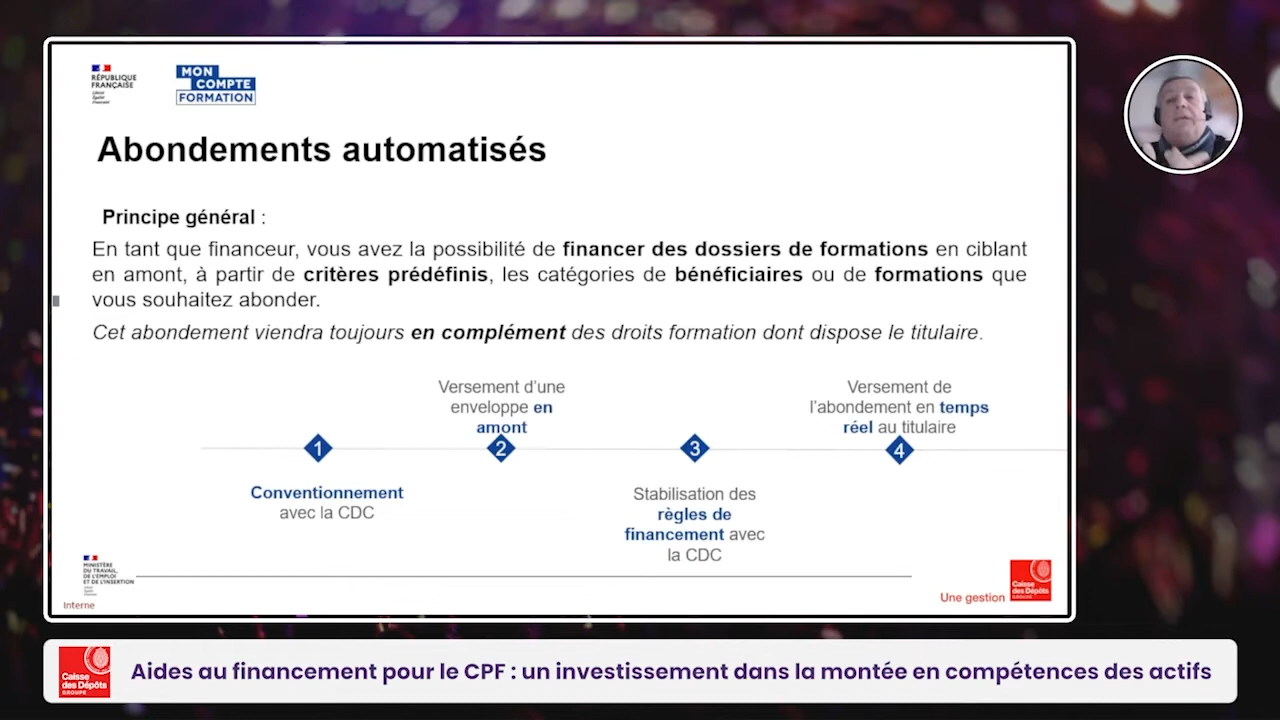 RÉPUBLIQUE
FRANÇAISE
Liberté
Égalité
Fraternité
MON
COMPTE
FORMATION
Abondements automatisés
Principe général :
En tant que financeur, vous avez la possibilité de financer des dossiers de formations en ciblant
en amont, à partir de critères prédéfinis, les catégories de bénéficiaires ou de formations que
vous souhaitez abonder.
Cet abondement viendra toujours en complément des droits formation dont dispose le titulaire.
1
Conventionnement
avec la CDC
Versement d’une
enveloppe en
amont
2
3
Stabilisation des
règles de
financement avec
la CDC
Versement de
l’abondement en temps
réel au titulaire
4
MINISTÈRE
DU TRAVAIL,
DE L'EMPLOI
ET DE L'INSERTION
Interne
Une gestion
Caisse
des Dépôts
GROUPE
Caisse
des Dépôts
GROUPE
Aides au financement pour le CPF : un investissement dans la montée en compétences des actifs